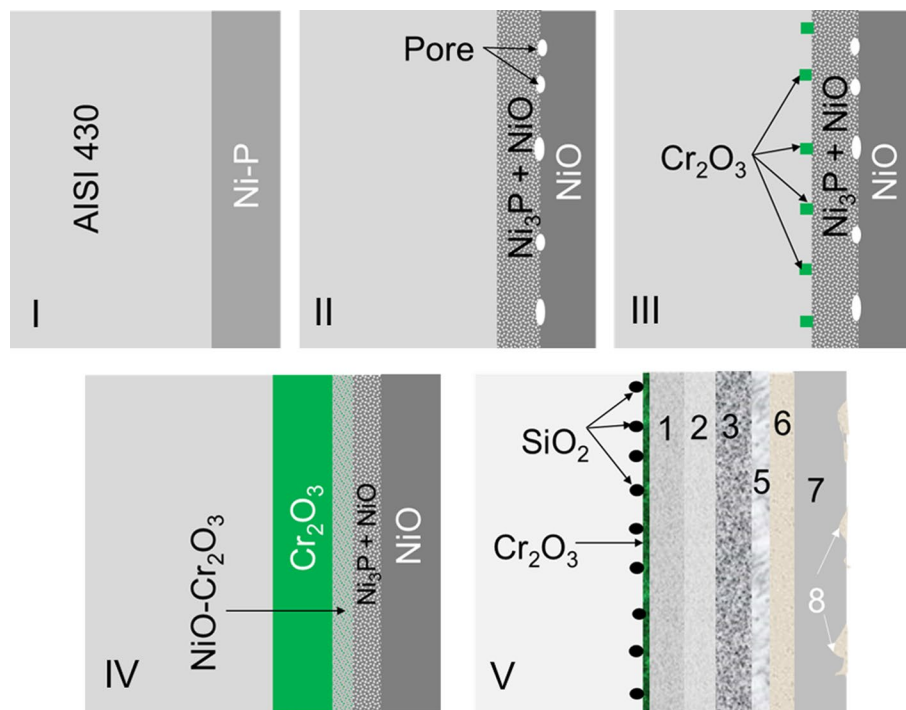 AISI 430
Ni-P
I
Pore
Ni₃P + NiO
NiO
II
Cr₂O₃
Ni₃P + NiO
NiO
III
NiO-Cr₂O₃
Cr₂O₃
Ni₃P + NiO
NiO
IV
SiO₂
Cr₂O₃
1
2
3
5
6
7
8
V